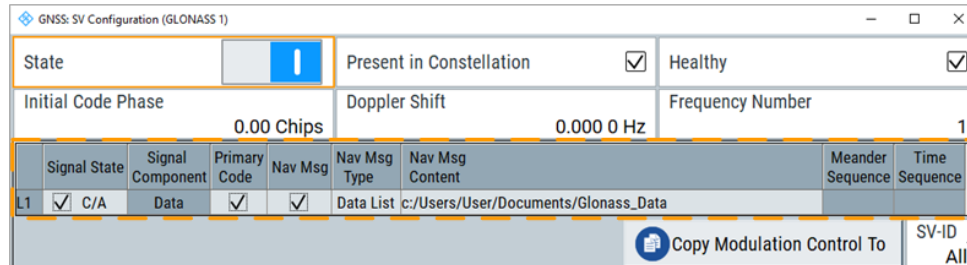 GNSS: SV Configuration (GLONASS 1)
State Present in Constellation Healthy
Initial Code Phase Doppler Shift Frequency Number
0.00 Chips 0.000 0 Hz 1
Signal State Signal Component Primary Code Nav Msg Nav Msg Type Nav Msg Content Meander Sequence Time Sequence
L1 C/A Data Data List c:/Users/User/Documents/Glonass_Data
Copy Modulation Control To SV-ID
All